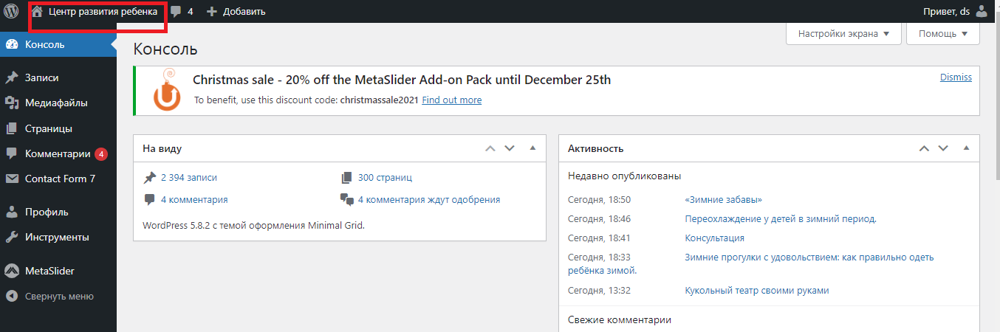 Центр развития ребенка 4 Добавить Привет, ds
Консоль
Записи
Медиафайлы
Страницы
Комментарии 4
Contact Form 7
Профиль
Инструменты
MetaSlider
Свернуть меню
Настройки экрана Помощь
Консоль
Christmas sale - 20% off the MetaSlider Add-on Pack until December 25th
Dismiss
To benefit, use this discount code: christmassale2021 Find out more
На виду
2 394 записи 300 страниц
4 комментария 4 комментария ждут одобрения
WordPress 5.8.2 с темой оформления Minimal Grid.
Активность
Недавно опубликованы
Сегодня, 18:50 «Зимние забавы»
Сегодня, 18:46 Переохлаждение у детей в зимний период.
Сегодня, 18:41 Консультация
Сегодня, 18:33 Зимние прогулки с удовольствием: как правильно одеть
ребёнка зимой.
Сегодня, 13:32 Кукольный театр своими руками
Свежие комментарии